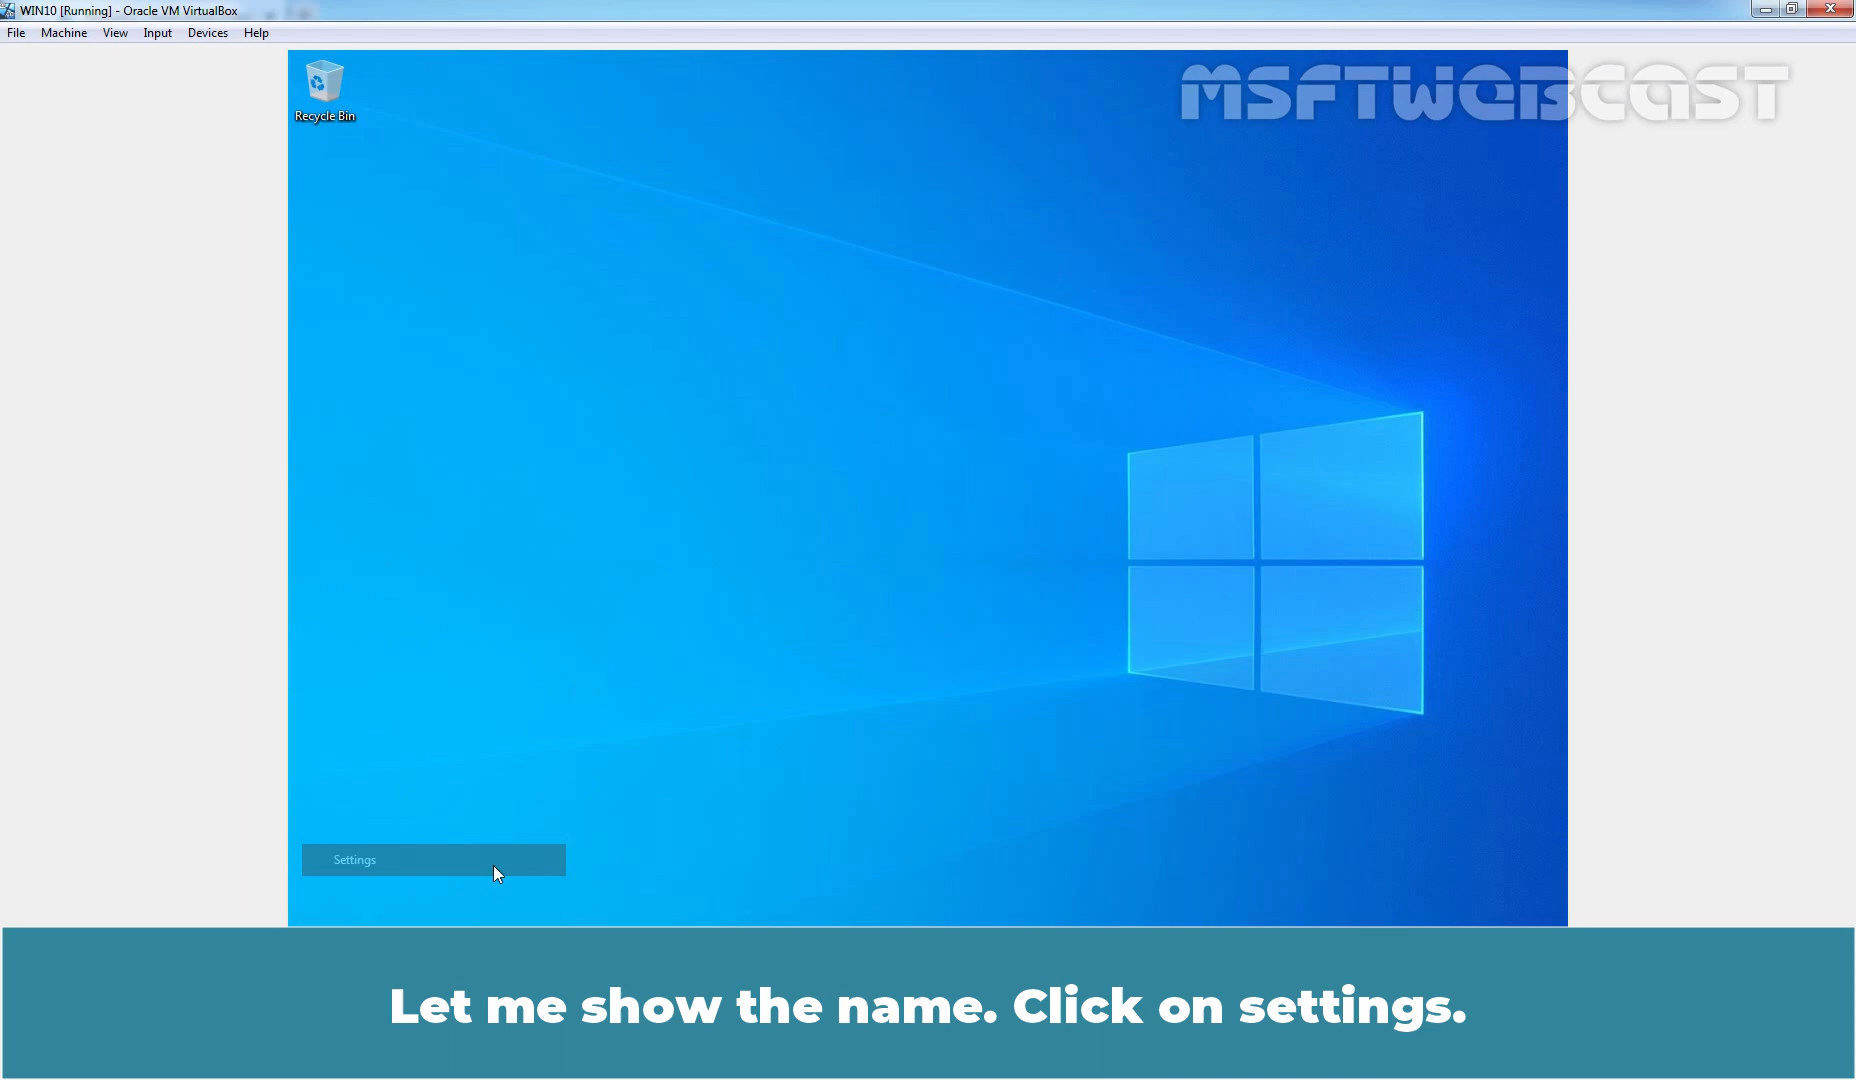 WIN10 [Running] - Oracle VM VirtualBox
File Machine View Input Devices Help
MSFTWEBCAST
Recycle Bin
Settings
Let me show the name. Click on settings.